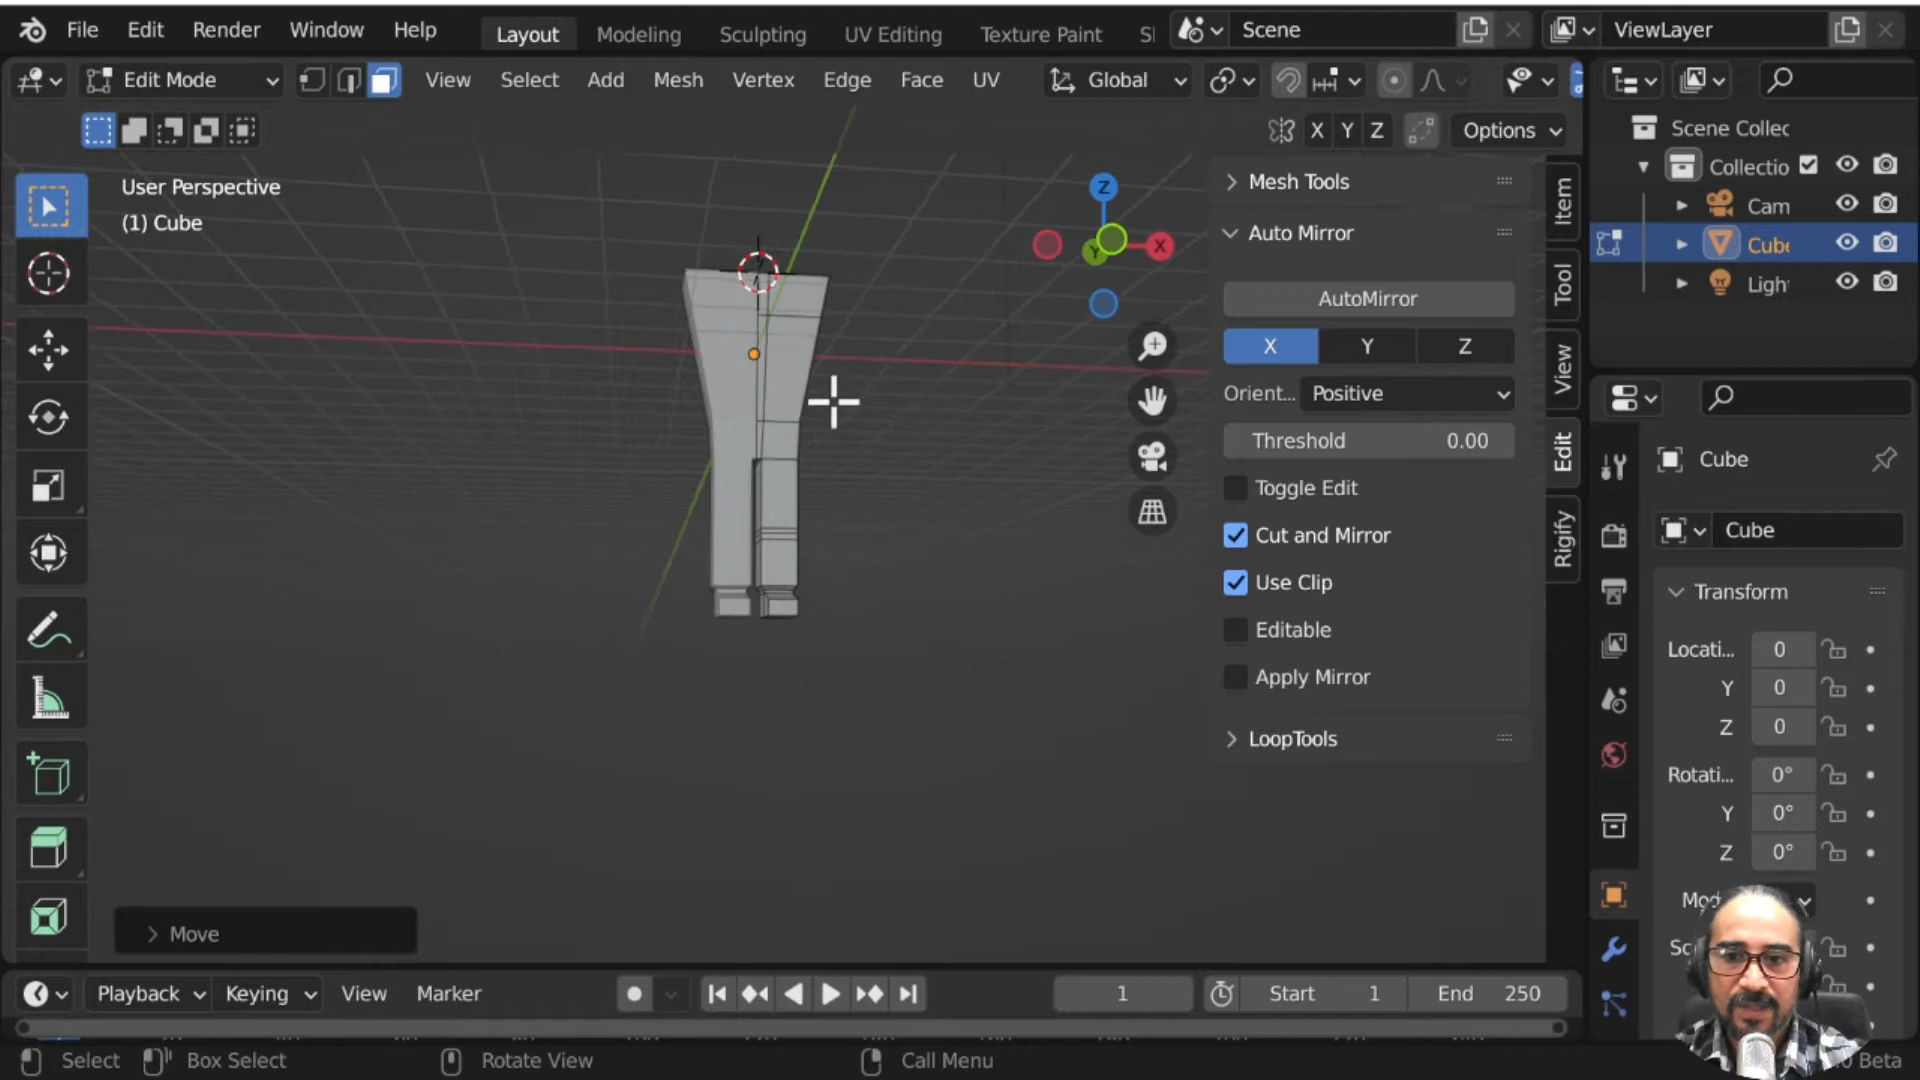 File Edit Render Window Help Layout Modeling Sculpting UV Editing Texture Paint Scene ViewLayer
Edit Mode View Select Add Mesh Vertex Edge Face UV Global
X Y Z Options
Scene Collec
Collectio
Cam
Cube
Ligh
User Perspective
(1) Cube
Z
X
Y
Mesh Tools
Auto Mirror
AutoMirror
X Y Z
Orient... Positive
Threshold 0.00
Toggle Edit
Cut and Mirror
Use Clip
Editable
Apply Mirror
LoopTools
Item
Tool
View
Edit
Rigify
Cube
Cube
Transform
Locati... 0
Y 0
Z 0
Rotati... 0°
Y 0°
Z 0°
Mod
Sc
Move
Playback Keying View Marker 1 Start 1 End 250
Select Box Select Rotate View Call Menu Beta